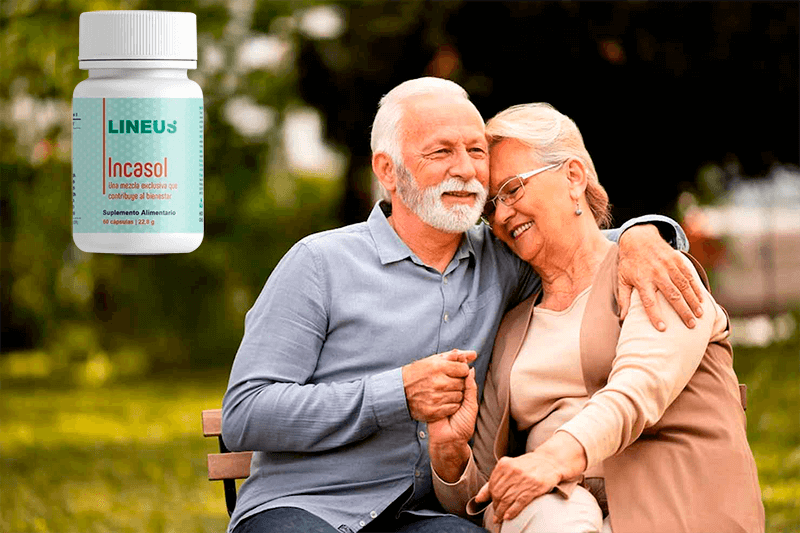 LINEUS
Incasol
Una mezcla exclusiva que
contribuye al bienestar
Suplemento Alimentario
60 cápsulas | 22.8 g